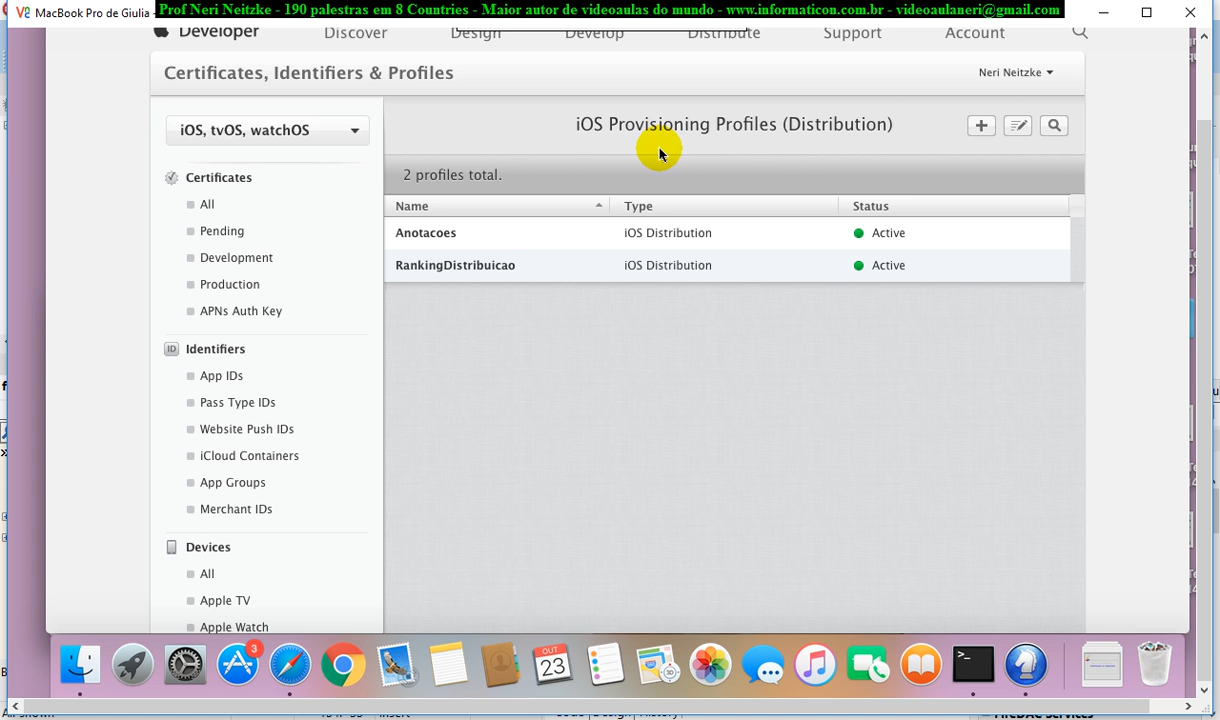 MacBook Pro de Giulia - Prof Neri Neitzke - 190 palestras em 8 Countries - Maior autor de videoaulas do mundo - www.informaticon.com.br - videoaulaneri@gmail.com
Developer Discover Design Develop Distribute Support Account
Certificates, Identifiers & Profiles
Neri Neitzke
iOS, tvOS, watchOS
Certificates
All
Pending
Development
Production
APNs Auth Key
Identifiers
App IDs
Pass Type IDs
Website Push IDs
iCloud Containers
App Groups
Merchant IDs
Devices
All
Apple TV
Apple Watch
iOS Provisioning Profiles (Distribution)
2 profiles total.
Name Type Status
Anotacoes iOS Distribution Active
RankingDistribuicao iOS Distribution Active
3
OCT
23